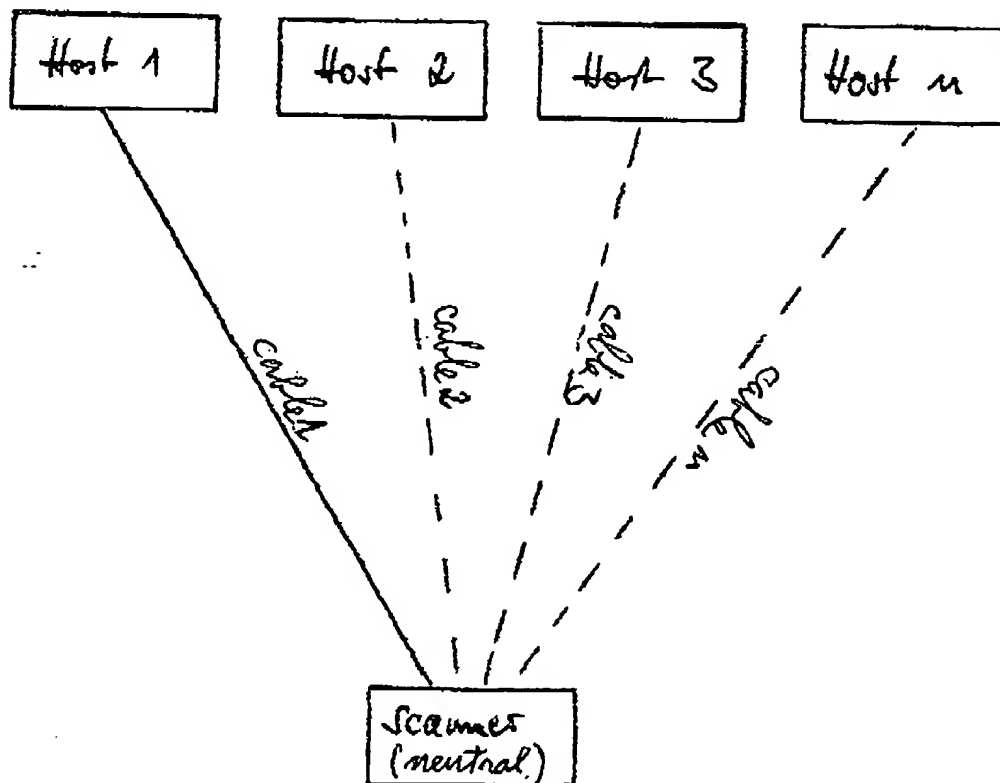 Host 1
Host 2
Host 3
Host n
cable 1
cable 2
cable 3
cable n
Scanner
(neutral)